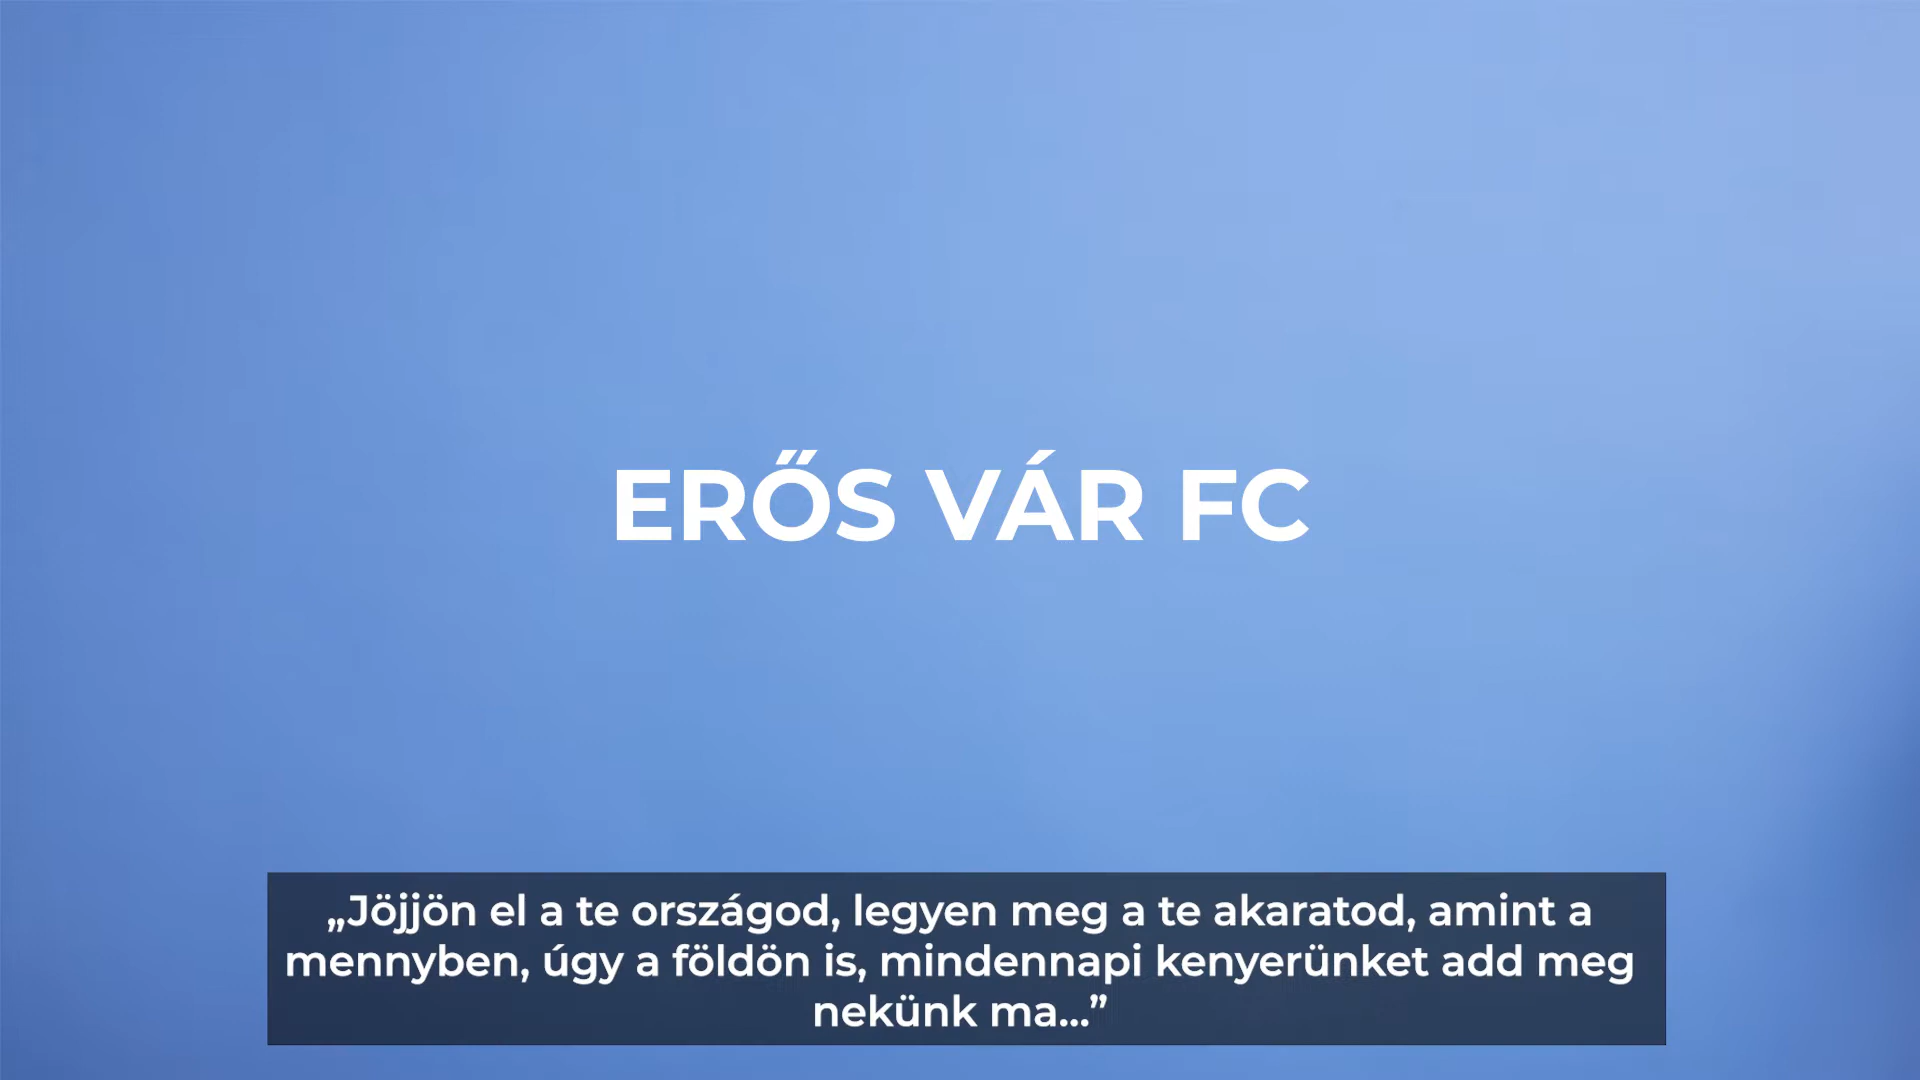 ERŐS VÁR FC
„Jöjjön el a te országod, legyen meg a te akaratod, amint a
mennyben, úgy a földön is, mindennapi kenyerünket add meg
nekünk ma...”